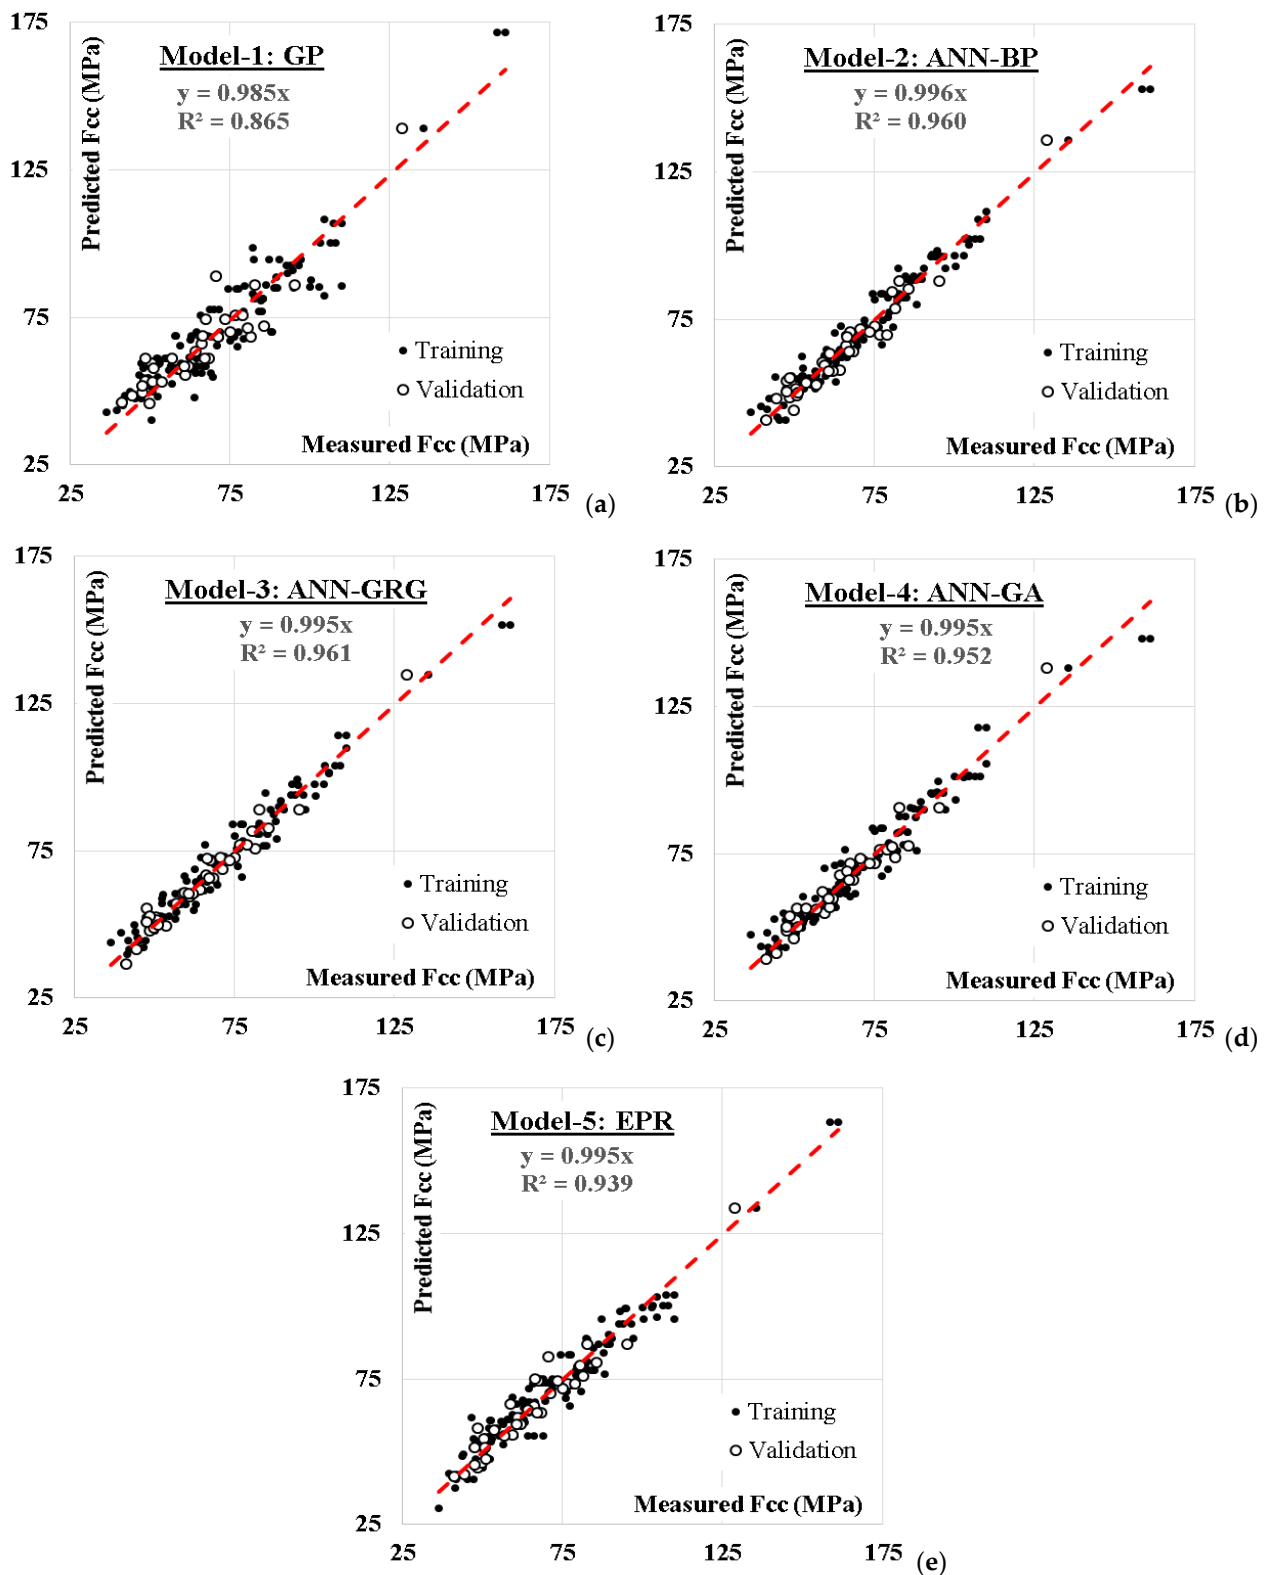 175
Model-1: GP
y = 0.985x
R² = 0.865
Predicted Fcc (MPa)
125
75
Training
Validation
Measured Fcc (MPa)
25
25 75 125 175
(a)
175
Model-2: ANN-BP
y = 0.996x
R² = 0.960
Predicted Fcc (MPa)
125
75
Training
Validation
Measured Fcc (MPa)
25
25 75 125 175
(b)
175
Model-3: ANN-GRG
y = 0.995x
R² = 0.961
Predicted Fcc (MPa)
125
75
Training
Validation
Measured Fcc (MPa)
25
25 75 125 175
(c)
175
Model-4: ANN-GA
y = 0.995x
R² = 0.952
Predicted Fcc (MPa)
125
75
Training
Validation
Measured Fcc (MPa)
25
25 75 125 175
(d)
175
Model-5: EPR
y = 0.995x
R² = 0.939
Predicted Fcc (MPa)
125
75
Training
Validation
Measured Fcc (MPa)
25
25 75 125 175
(e)